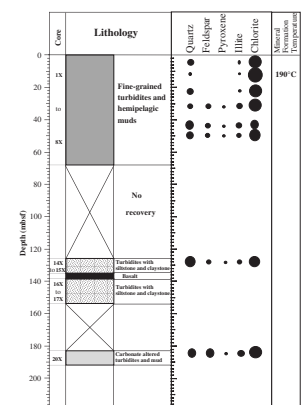 Core
Lithology
Quartz
Feldspar
Pyroxene
Illite
Chlorite
Mineral
Formation
Temperature
Depth (mbsf)
0
20
40
60
80
100
120
140
160
180
200
1X
to
8X
14X
to 15X
16X
to
17X
20X
Fine-grained
turbidites and
hemipelagic
muds
No
recovery
Turbidites with
siltstone and claystone
Basalt
Turbidites with
siltstone and claystone
Carbonate altered
turbidites and mud
190°C